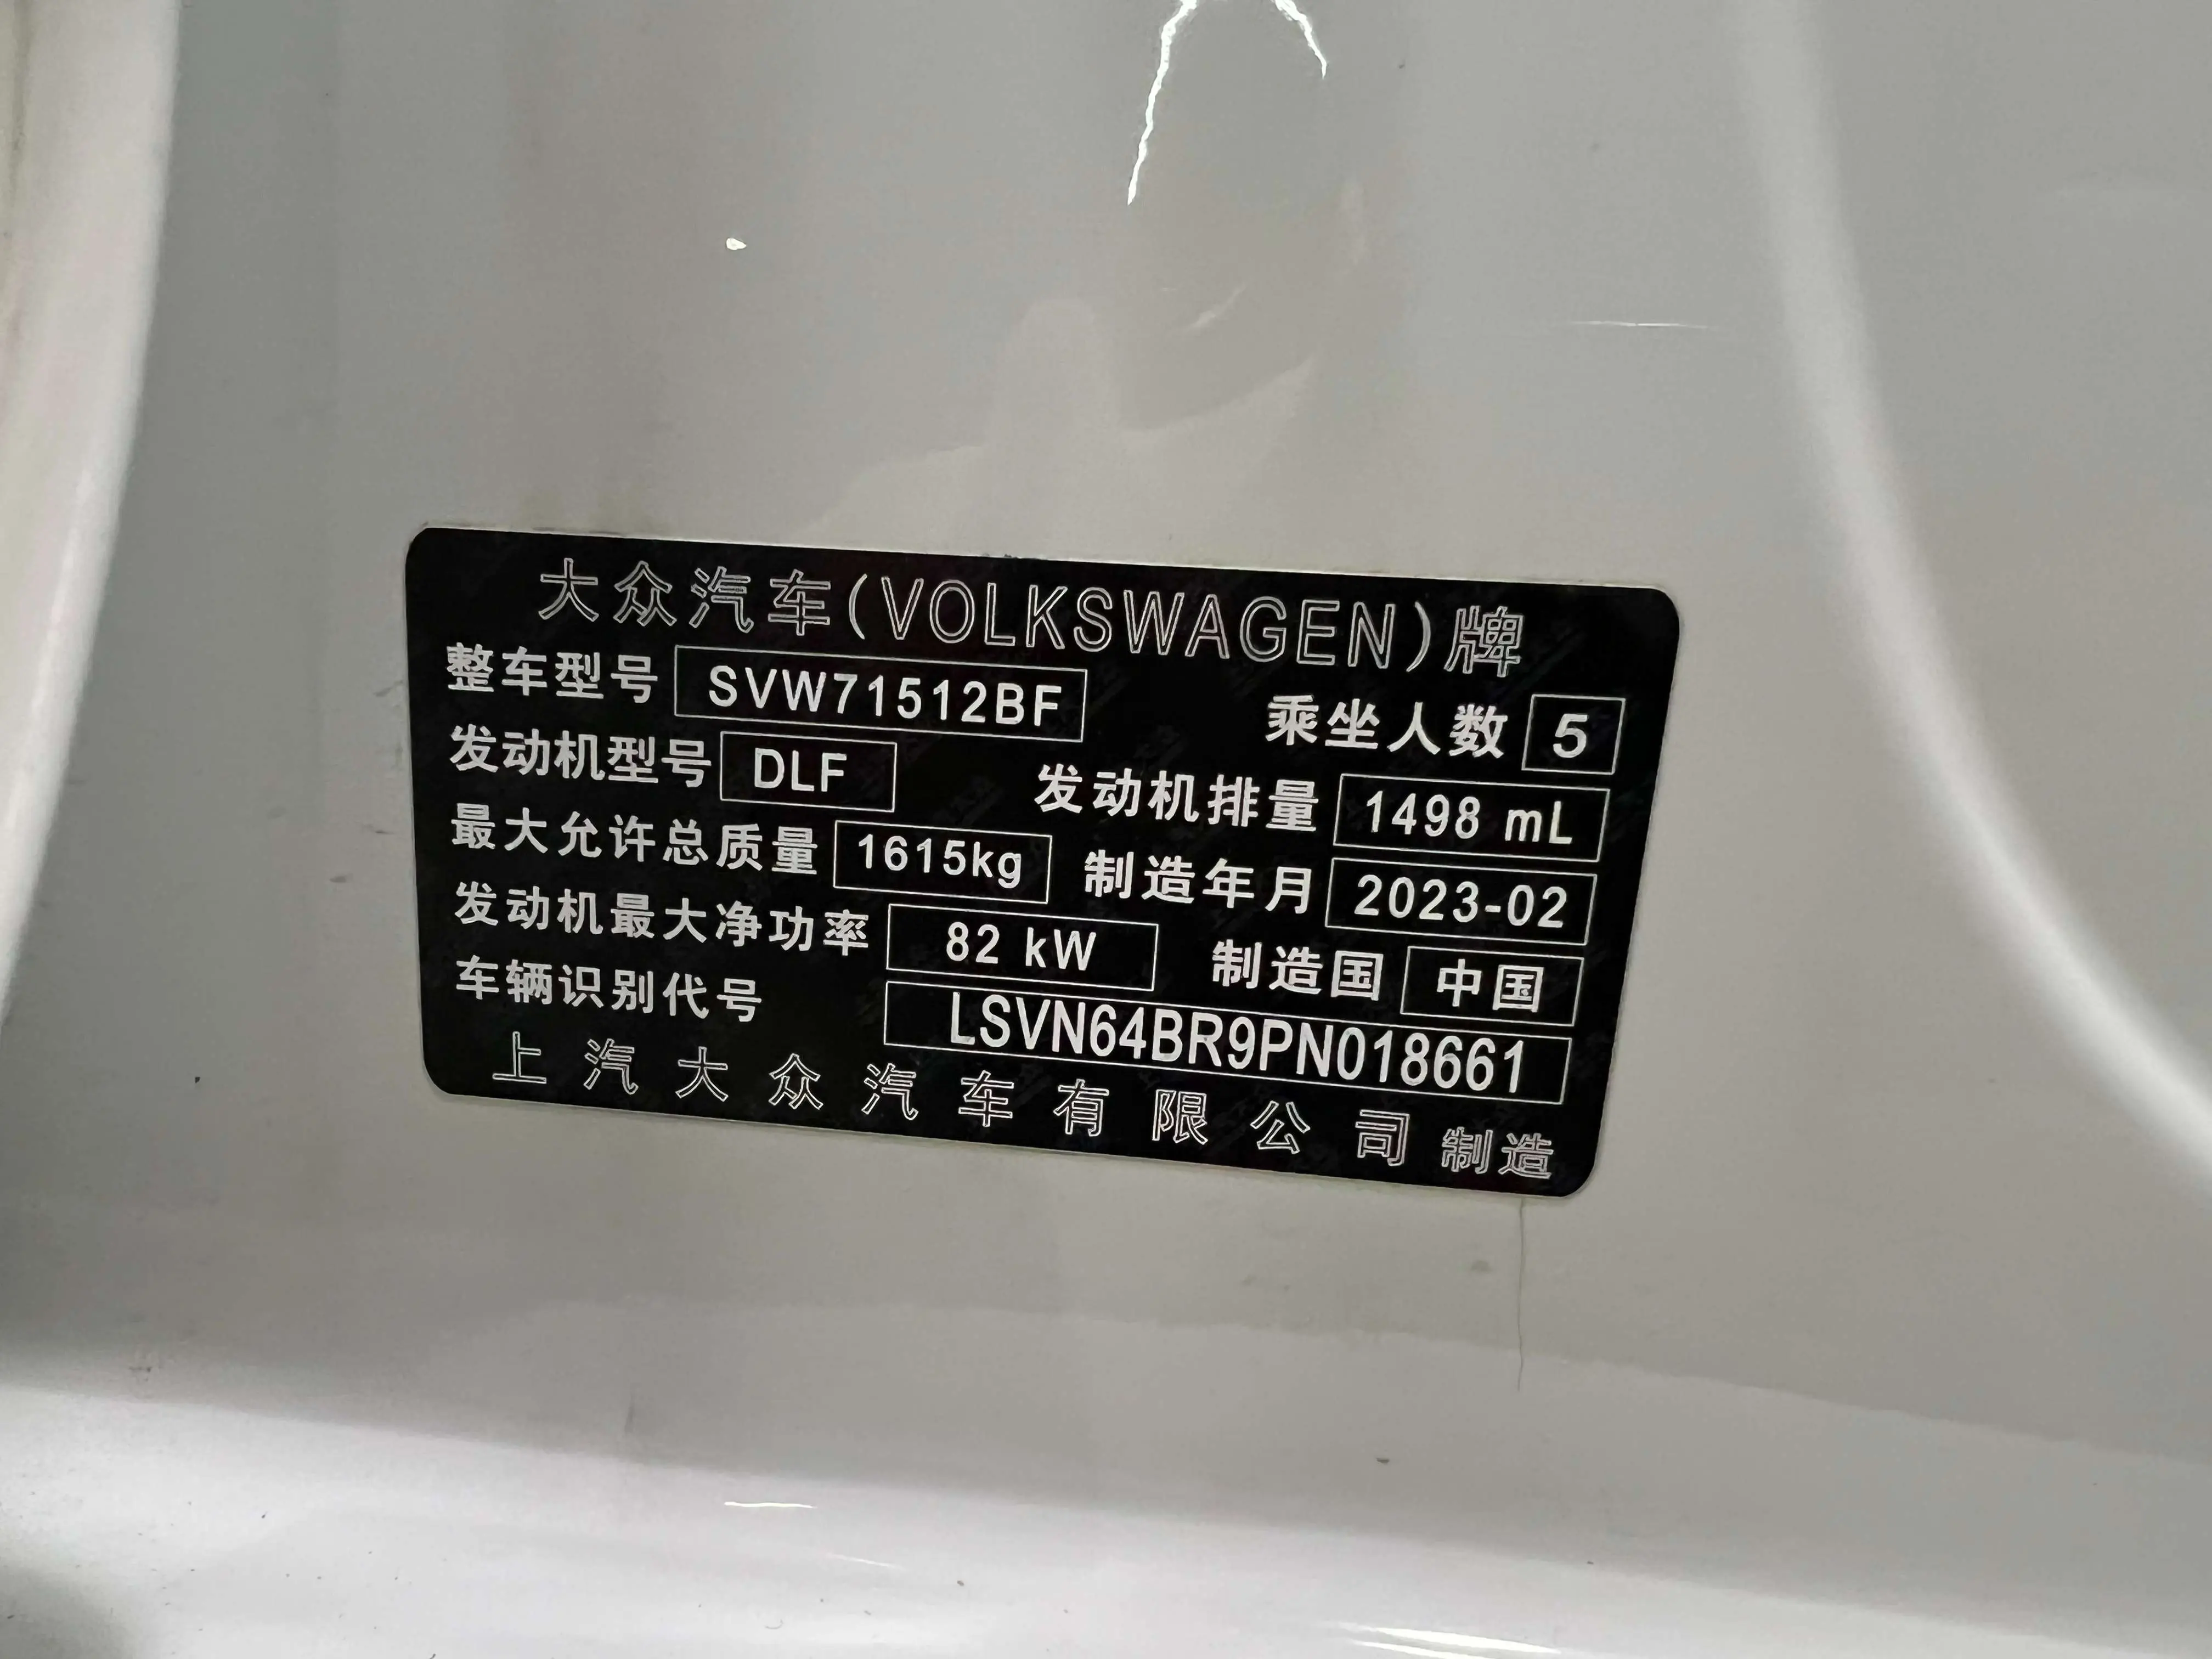 大众汽车(VOLKSWAGEN)牌
整车型号 SVW71512BF 乘坐人数 5
发动机型号 DLF 发动机排量 1498 mL
最大允许总质量 1615kg 制造年月 2023-02
发动机最大净功率 82 kW 制造国 中国
车辆识别代号 LSVN64BR9PN018661
上汽大众汽车有限公司制造